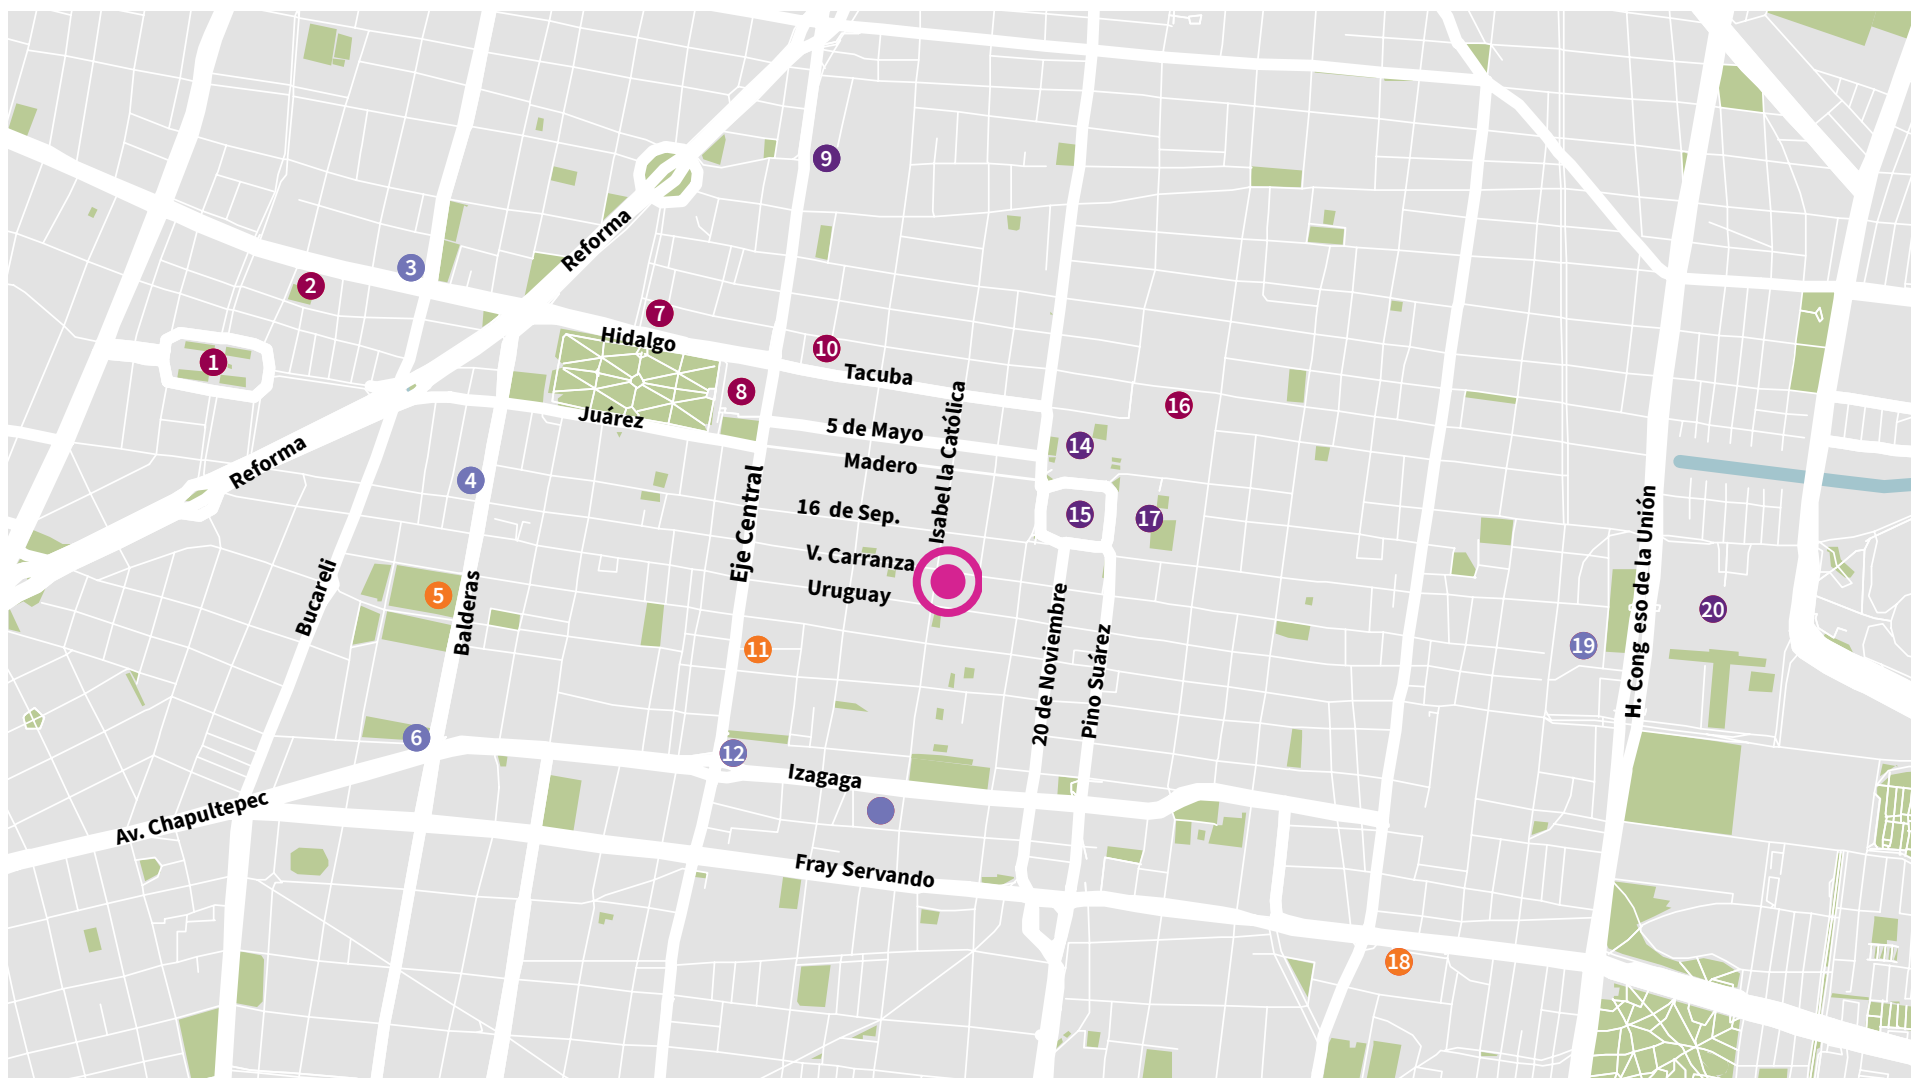 9
Reforma
3
2
7
Hidalgo
10
1
Tacuba
8
16
Juárez
5 de Mayo
Isabel la Católica
14
Madero
Reforma
4
16 de Sep.
15
17
Eje Central
V. Carranza
5
Uruguay
Bucareli
Balderas
20
11
19
H. Cong eso de la Unión
20 de Noviembre
Pino Suárez
6
12
Izagaga
Av. Chapultepec
Fray Servando
18